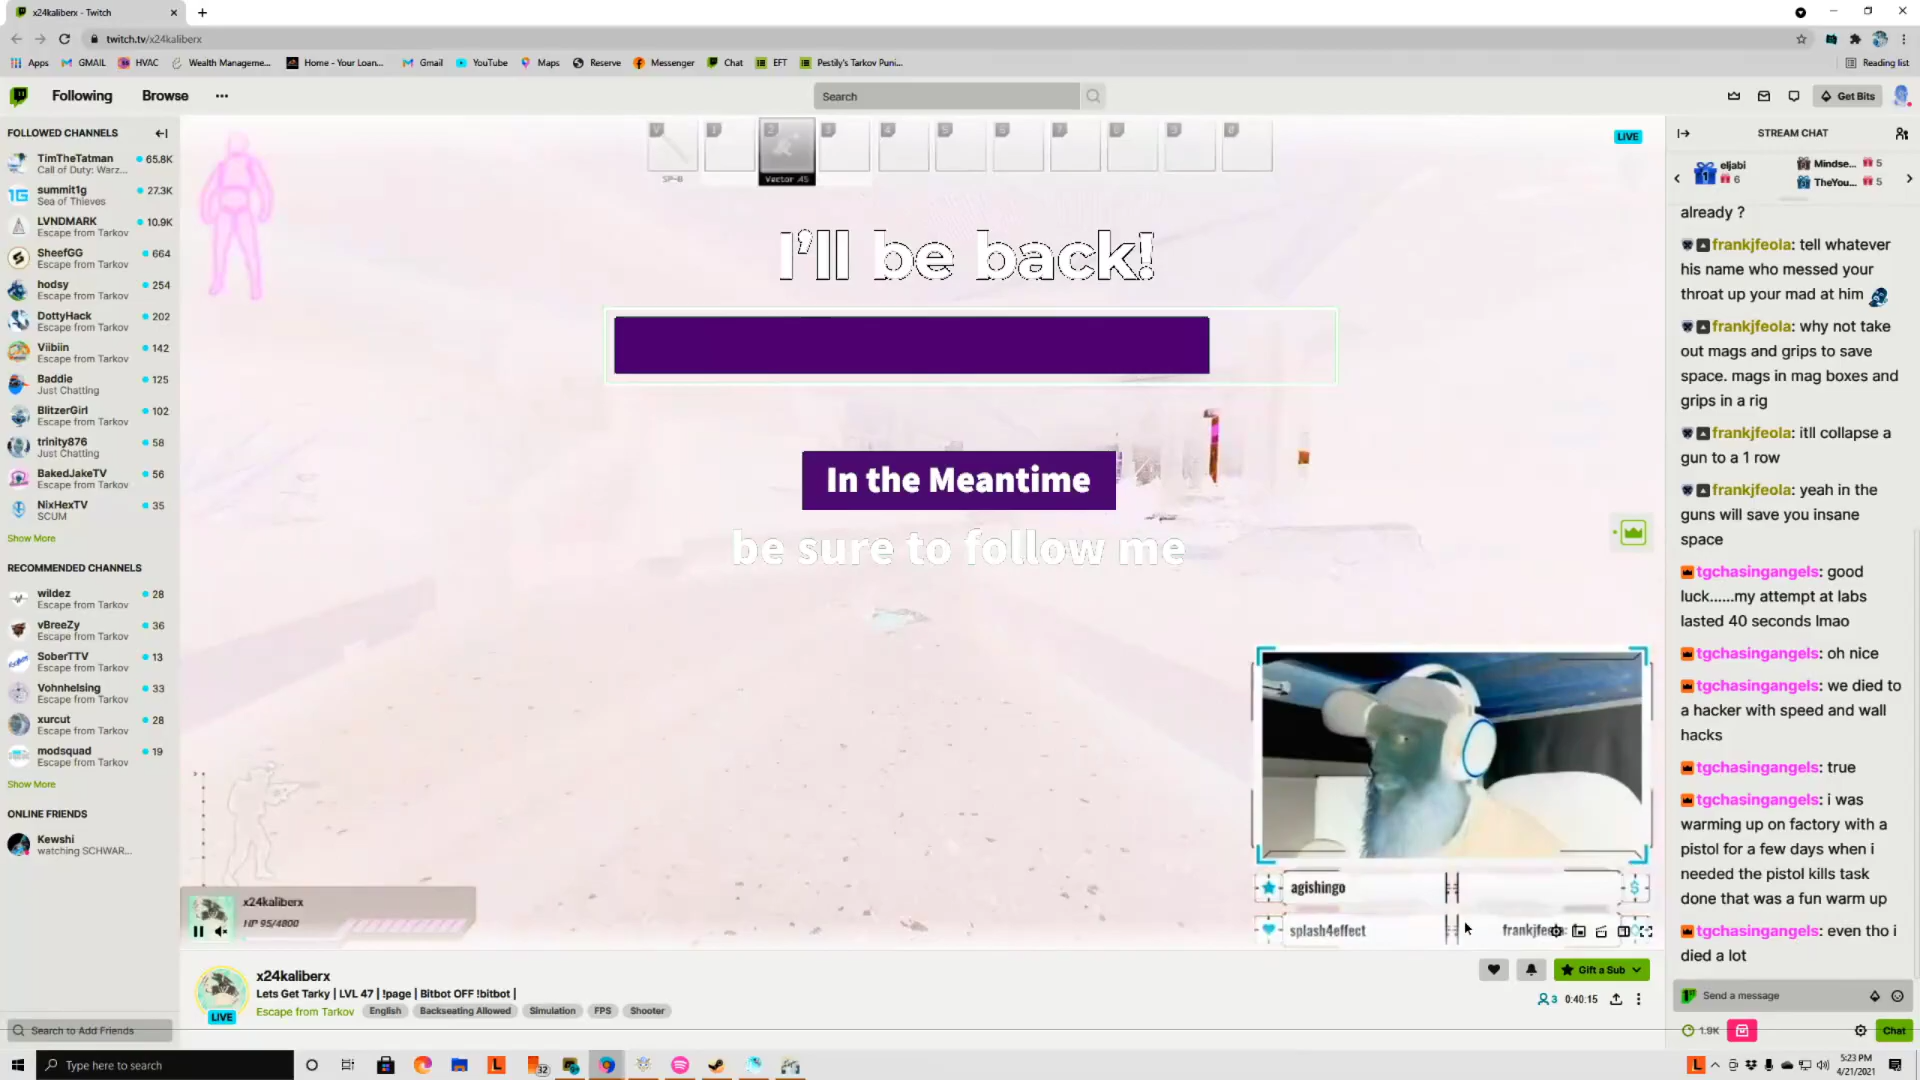 x24kaliberx - Twitch
twitch.tv/x24kaliberx
Apps
GMAIL
HVAC
Wealth Manageme...
Home - Your Loan...
Gmail
YouTube
Maps
Reserve
Messenger
Chat
EFT
Pestily's Tarkov Puni...
Reading list
Following
Browse
Search
Get Bits
FOLLOWED CHANNELS
TimTheTatman
65.8K
Call of Duty: Warz...
summit1g
27.3K
Sea of Thieves
LVNDMARK
10.9K
Escape from Tarkov
SheefGG
664
Escape from Tarkov
hodsy
254
Escape from Tarkov
DottyHack
202
Escape from Tarkov
Viibiin
142
Escape from Tarkov
Baddie
125
Just Chatting
BlitzerGirl
102
Escape from Tarkov
trinity876
58
Just Chatting
BakedJakeTV
56
Escape from Tarkov
NixHexTV
35
SCUM
Show More
RECOMMENDED CHANNELS
wildez
28
Escape from Tarkov
vBreeZy
36
Escape from Tarkov
SoberTTV
13
Escape from Tarkov
Vohnhelsing
33
Escape from Tarkov
xurcut
28
Escape from Tarkov
modsquad
19
Escape from Tarkov
Show More
ONLINE FRIENDS
Kewshi
watching SCHWAR...
Search to Add Friends
SP-8
Vector .45
LIVE
I'll be back!
In the Meantime
be sure to follow me
x24kaliberx
agishingo
splash4effect
x24kaliberx
Lets Get Tarky | LVL 47 | !page | Bitbot OFF !bitbot |
LIVE
Escape from Tarkov
English
Backseating Allowed
Simulation
FPS
Shooter
Gift a Sub
3
0:40:15
STREAM CHAT
eljabi
6
Mindse...
5
TheYou...
5
already ?
frankjfeola: tell whatever
his name who messed your
throat up your mad at him
frankjfeola: why not take
out mags and grips to save
space. mags in mag boxes and
grips in a rig
frankjfeola: itll collapse a
gun to a 1 row
frankjfeola: yeah in the
guns will save you insane
space
tgchasingangels: good
luck......my attempt at labs
lasted 40 seconds lmao
tgchasingangels: oh nice
tgchasingangels: we died to
a hacker with speed and wall
hacks
tgchasingangels: true
tgchasingangels: i was
warming up on factory with a
pistol for a few days when i
needed the pistol kills task
done that was a fun warm up
tgchasingangels: even tho i
died a lot
Send a message
1.9K
Chat
Type here to search
32
5:23 PM
4/21/2021